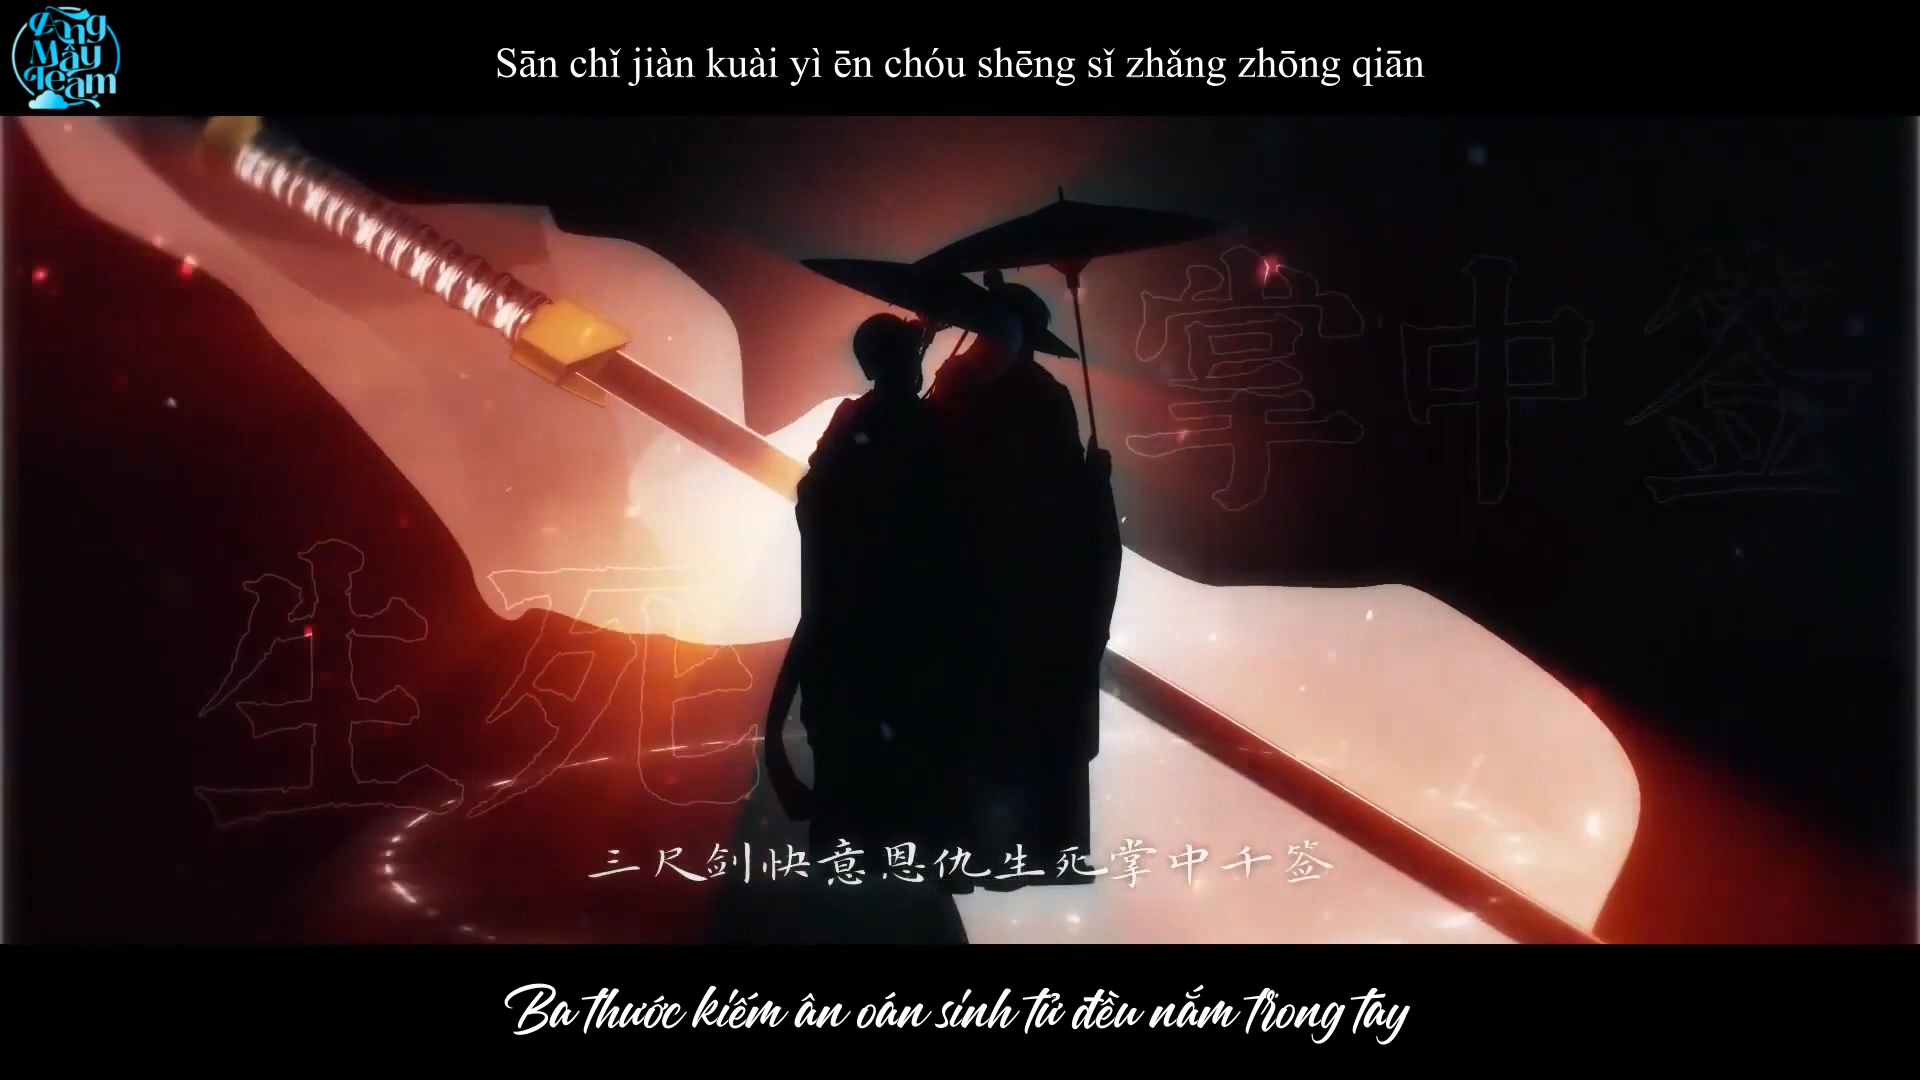 Áng
Mây
Team
Sān chǐ jiàn kuài yì ēn chóu shēng sǐ zhǎng zhōng qiān
掌中签
生死
三尺剑快意恩仇生死掌中千签
Ba thước kiếm ân oán sinh tử đều nắm trong tay